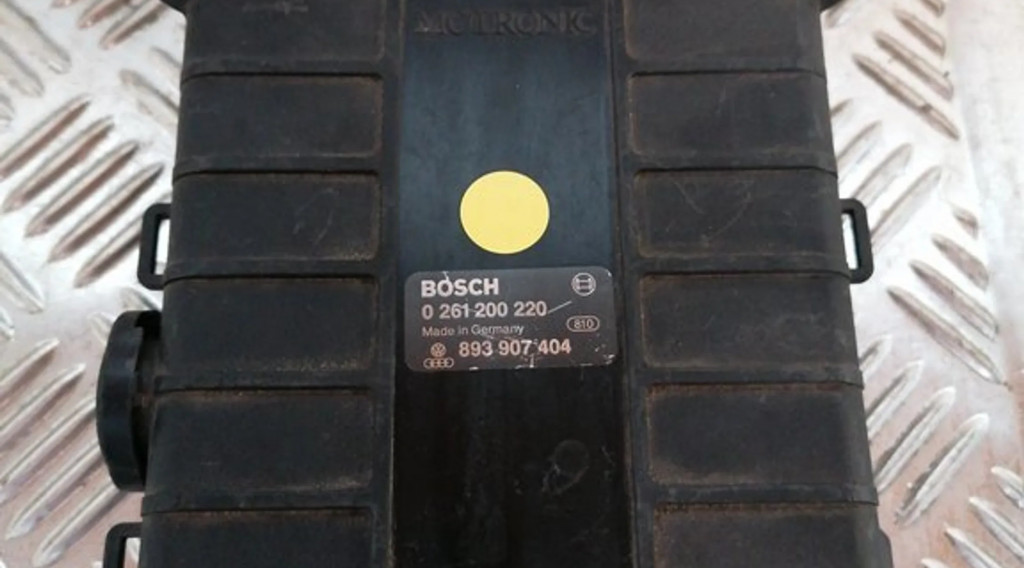 MOTRONIC
BOSCH
0 261 200 220
Made in Germany
810
893 907 404